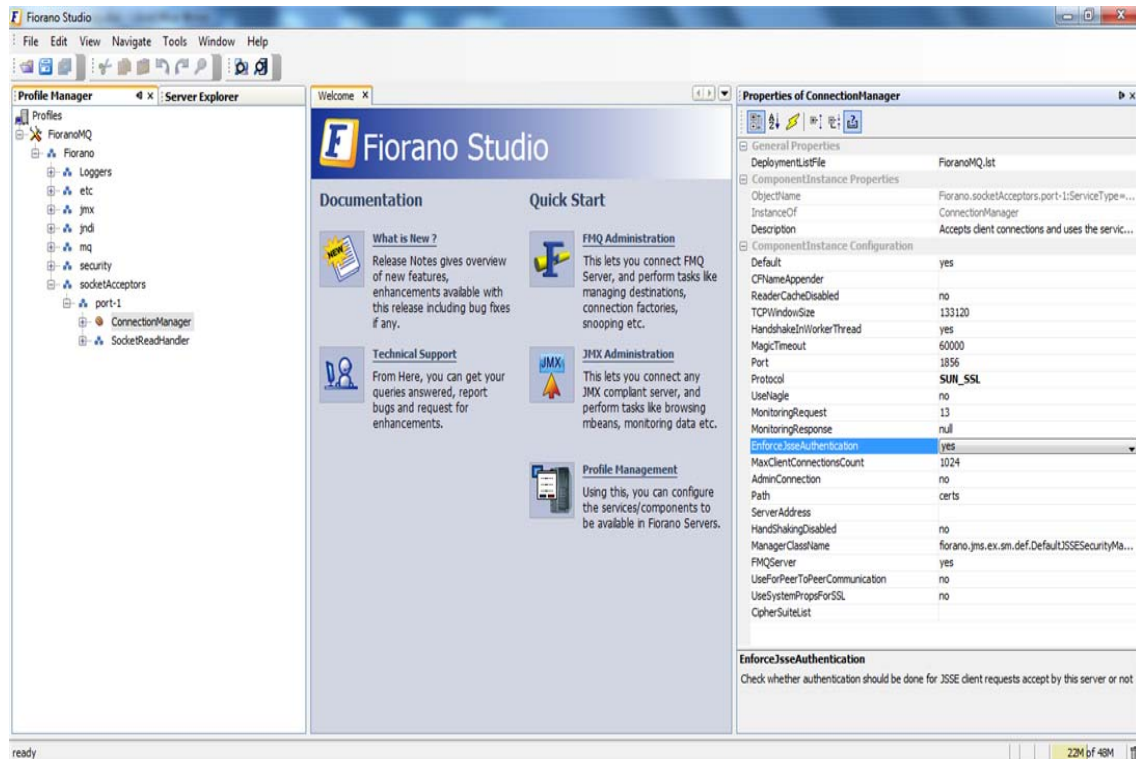 Fiorano Studio
File Edit View Navigate Tools Window Help
Profile Manager
Server Explorer
Profiles
FioranoMQ
Fiorano
Loggers
etc
jmx
jndi
mq
security
socketAcceptors
port-1
ConnectionManager
SocketReadHandler
Welcome
Fiorano Studio
Documentation
What is New ?
Release Notes gives overview
of new features,
enhancements available with
this release including bug fixes
if any.
Technical Support
From Here, you can get your
queries answered, report
bugs and request for
enhancements.
Quick Start
FMQ Administration
This lets you connect FMQ
Server, and perform tasks like
managing destinations,
connection factories,
snooping etc.
JMX
JMX Administration
This lets you connect any
JMX compliant server, and
perform tasks like browsing
mbeans, monitoring data etc.
Profile Management
Using this, you can configure
the services/components to
be available in Fiorano Servers.
Properties of ConnectionManager
General Properties
DeploymentListFile FioranoMQ.lst
ComponentInstance Properties
ObjectName Fiorano.socketAcceptors.port-1:ServiceType=...
InstanceOf ConnectionManager
Description Accepts client connections and uses the servic...
ComponentInstance Configuration
Default yes
CFNameAppender
ReaderCacheDisabled no
TCPWindowSize 133120
HandshakeInWorkerThread yes
MagicTimeout 60000
Port 1856
Protocol SUN_SSL
UseNagle no
MonitoringRequest 13
MonitoringResponse null
EnforceJsseAuthentication yes
MaxClientConnectionsCount 1024
AdminConnection no
Path certs
ServerAddress
HandShakingDisabled no
ManagerClassName fiorano.jms.ex.sm.def.DefaultJSSESecurityMa...
FMQServer yes
UseForPeerToPeerCommunication no
UseSystemPropsForSSL no
CipherSuiteList
EnforceJsseAuthentication
Check whether authentication should be done for JSSE client requests accept by this server or not
ready
22M of 48M